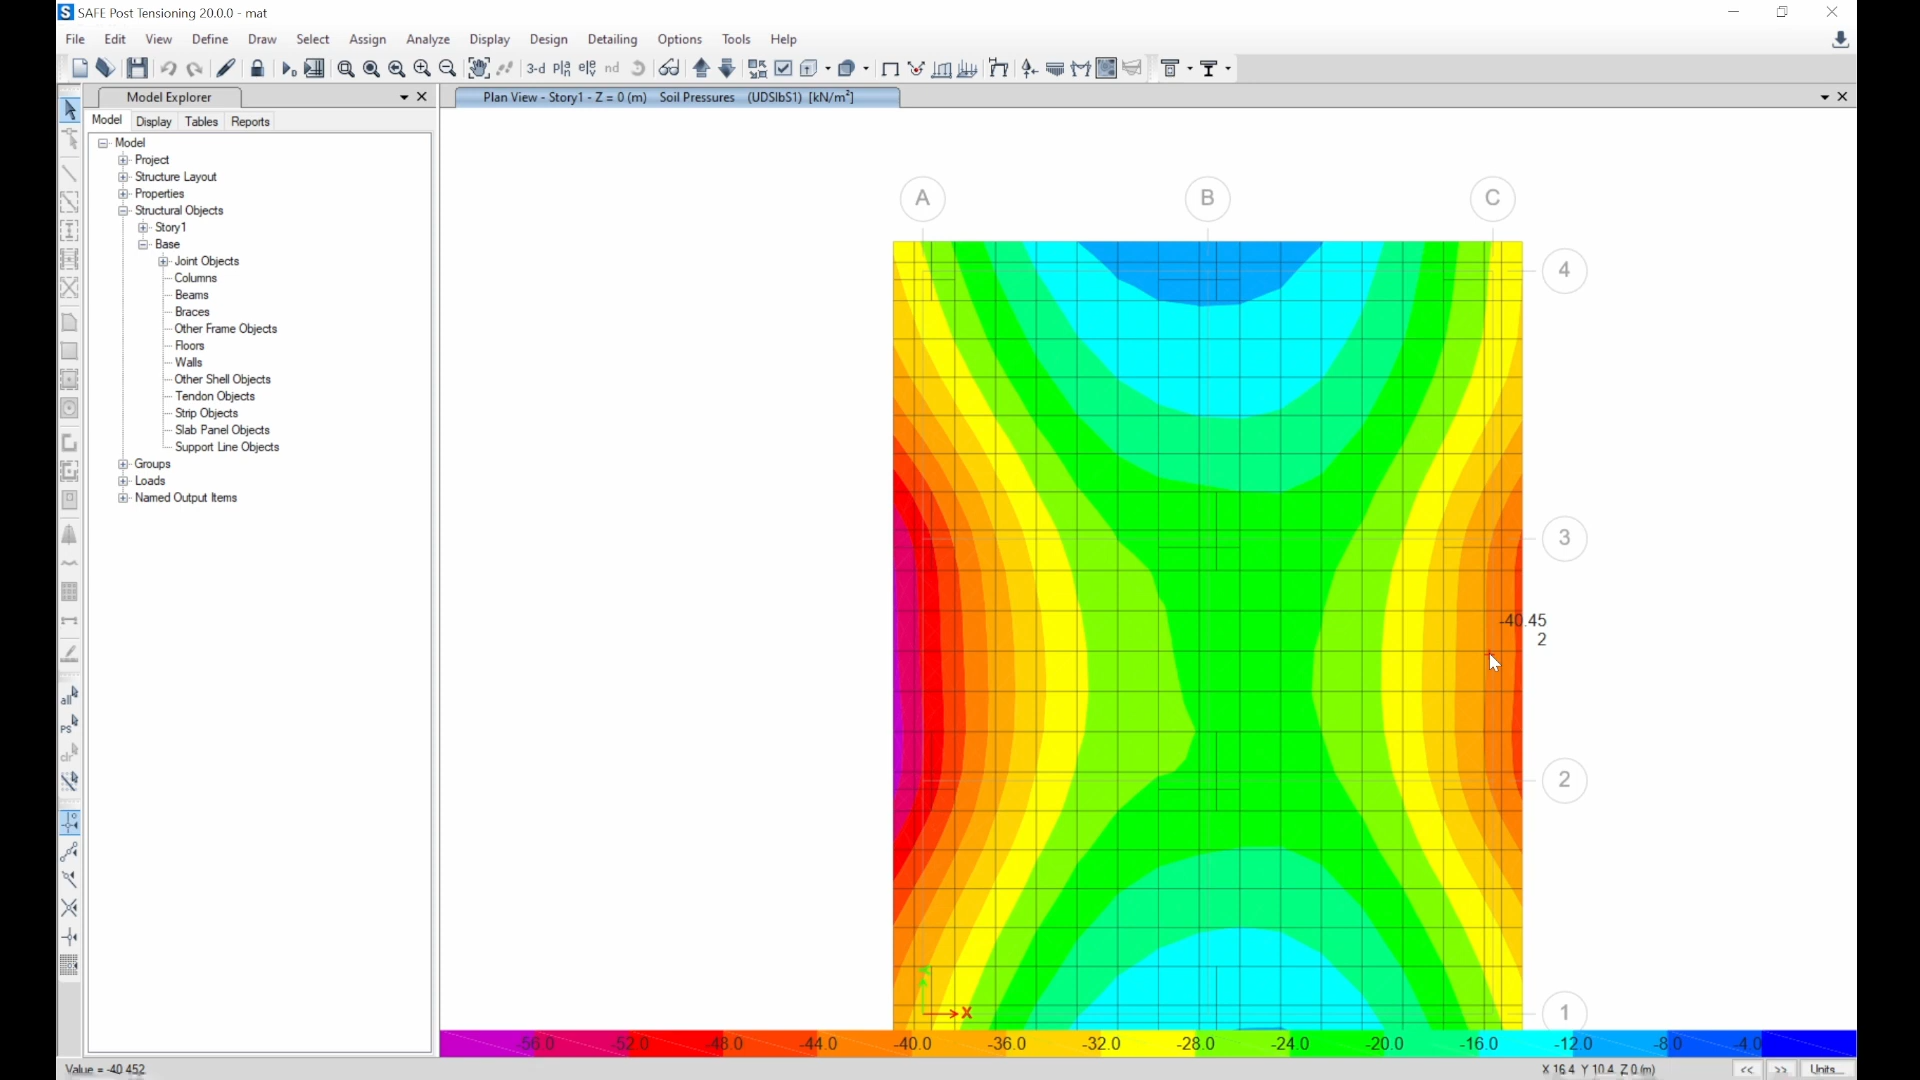 SAFE Post Tensioning 20.0.0 - mat
File Edit View Define Draw Select Assign Analyze Display Design Detailing Options Tools Help
3-d pla ele nd
Model Explorer
Plan View - Story1 - Z = 0 (m) Soil Pressures (UDSlbS1) [kN/m²]
Model Display Tables Reports
Model
Project
Structure Layout
Properties
Structural Objects
Story1
Base
Joint Objects
Columns
Beams
Braces
Other Frame Objects
Floors
Walls
Other Shell Objects
Tendon Objects
Strip Objects
Slab Panel Objects
Support Line Objects
Groups
Loads
Named Output Items
all
ps
A B C
4
3
-40.45
2
2
1
X
-56.0 -52.0 -48.0 -44.0 -40.0 -36.0 -32.0 -28.0 -24.0 -20.0 -16.0 -12.0 -8.0 -4.0
Value = -40.452
X 16.4 Y 10.4 Z 0 (m)
<< >> Units...